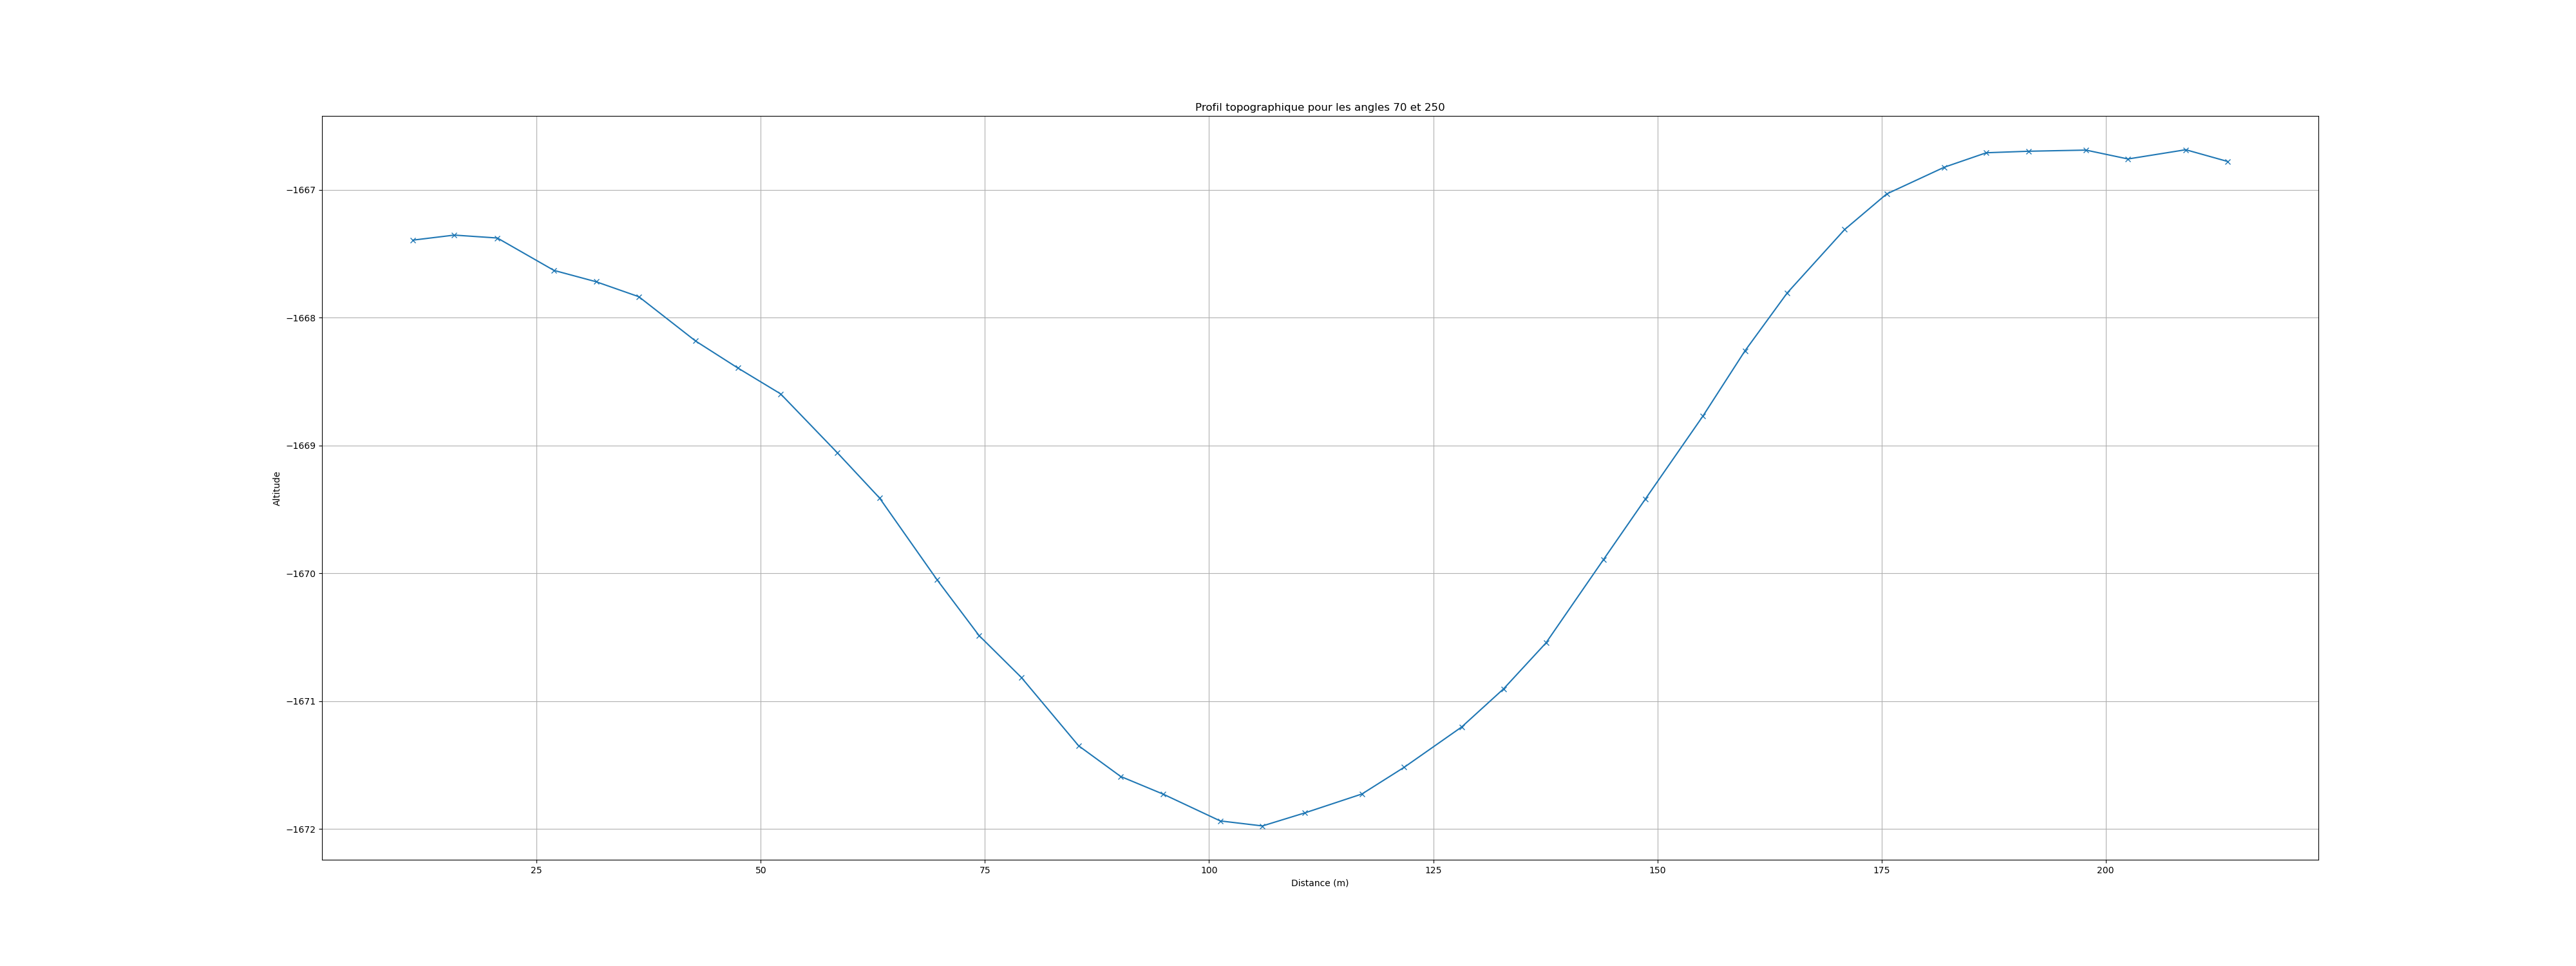 Profil topographique pour les angles 70 et 250
−1667
−1668
−1669
−1670
−1671
−1672
Altitude
25 50 75 100 125 150 175 200
Distance (m)